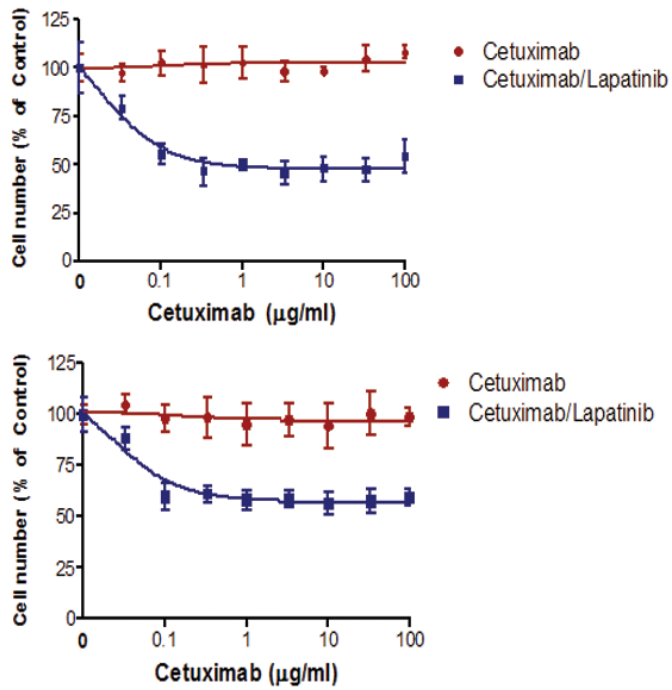 Cell number (% of Control)
125
100
75
50
25
0
0
0.1
1
10
100
Cetuximab (μg/ml)
Cetuximab
Cetuximab/Lapatinib
Cell number (% of Control)
125
100
75
50
25
0
0
0.1
1
10
100
Cetuximab (μg/ml)
Cetuximab
Cetuximab/Lapatinib